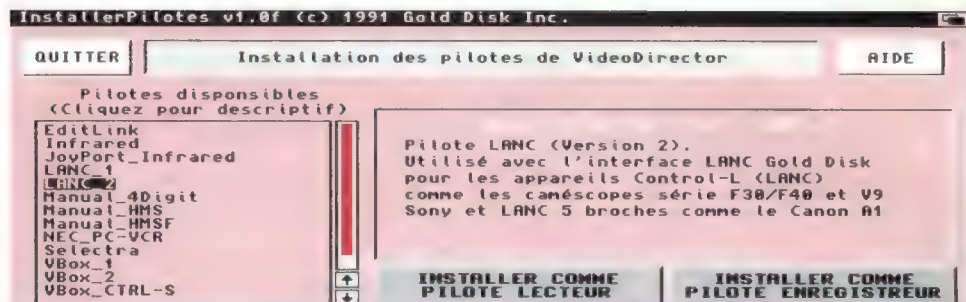 InstallerPilotes v1.0f (c) 1991 Gold Disk Inc.
QUITTER
Installation des pilotes de VideoDirector
AIDE
Pilotes disponibles
(Cliquez pour descriptif)
EditLink
Infrared
JoyPort_Infrared
LANC_1
LANC_2
Manual_4Digit
Manual_HMS
Manual_HMSF
NEC_PC-VCR
Selectra
VBox_1
VBox_2
VBox_CTRL-S
Pilote LANC (Version 2).
Utilisé avec l'interface LANC Gold Disk
pour les appareils Control-L (LANC)
comme les caméscopes série F30/F40 et V9
Sony et LANC 5 broches comme le Canon A1
INSTALLER COMME
PILOTE LECTEUR
INSTALLER COMME
PILOTE ENREGISTREUR